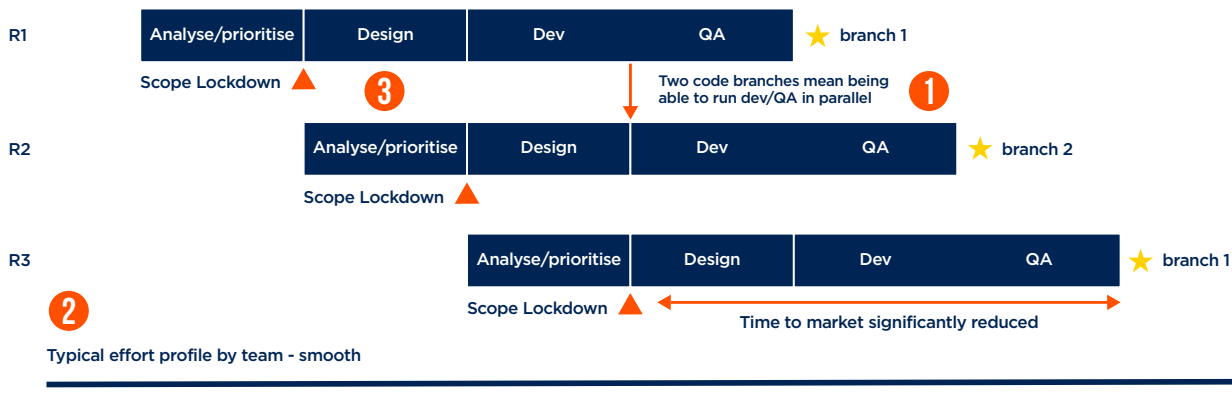 R1
Analyse/prioritise
Design
Dev
QA
branch 1
Scope Lockdown
3
Two code branches mean being
able to run dev/QA in parallel
1
R2
Analyse/prioritise
Design
Dev
QA
branch 2
Scope Lockdown
R3
Analyse/prioritise
Design
Dev
QA
branch 1
Scope Lockdown
Time to market significantly reduced
2
Typical effort profile by team - smooth